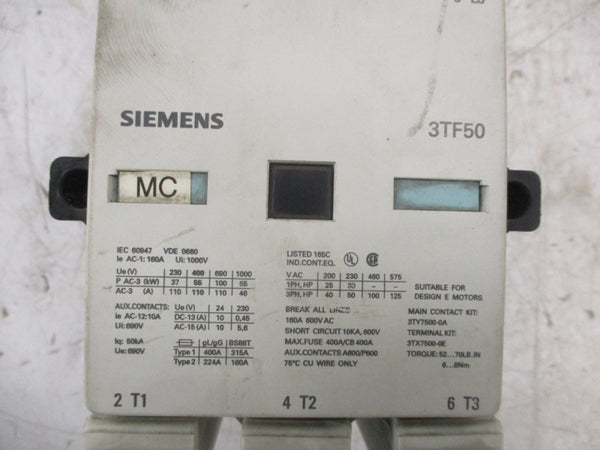 SIEMENS
3TF50
MC
IEC 60947 VDE 0660
Ie AC-1: 160A Ui: 1000V
Ue (V) 230 400 690 1000
P AC-3 (kW) 37 55 100 65
AC-3 (A) 110 110 110 46
AUX.CONTACTS: Ue (V) 24 230
Ie AC-12:10A DC-13 (A) 10 0,45
Ui: 690V AC-15 (A) 10 5,6
Iq: 50kA gL/gG BS88T
Ue: 690V Type 1 400A 315A
Type 2 224A 160A
LISTED 165C
IND.CONT.EQ. UL SA
V AC 200 230 460 575
1PH, HP 25 30 – –
3PH, HP 40 50 100 125
BREAK ALL LINES
160A 600V AC
SHORT CIRCUIT 10KA, 600V
MAX.FUSE 400A/CB 400A
AUX.CONTACTS A600/P600
75°C CU WIRE ONLY
SUITABLE FOR
DESIGN E MOTORS
MAIN CONTACT KIT:
3TY7500-0A
TERMINAL KIT:
3TX7500-0E
TORQUE: 52...70LB.IN
6...8Nm
2 T1
4 T2
6 T3